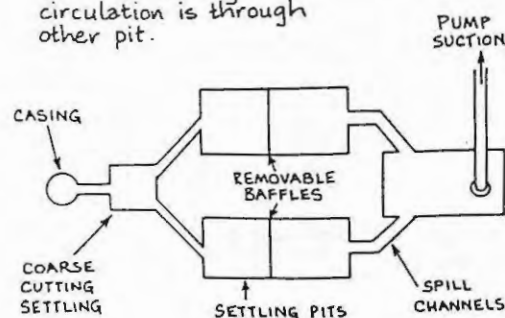 circulation is through
other pit.
PUMP
SUCTION
CASING
REMOVABLE
BAFFLES
COARSE
CUTTING
SETTLING
SETTLING PITS
SPILL
CHANNELS